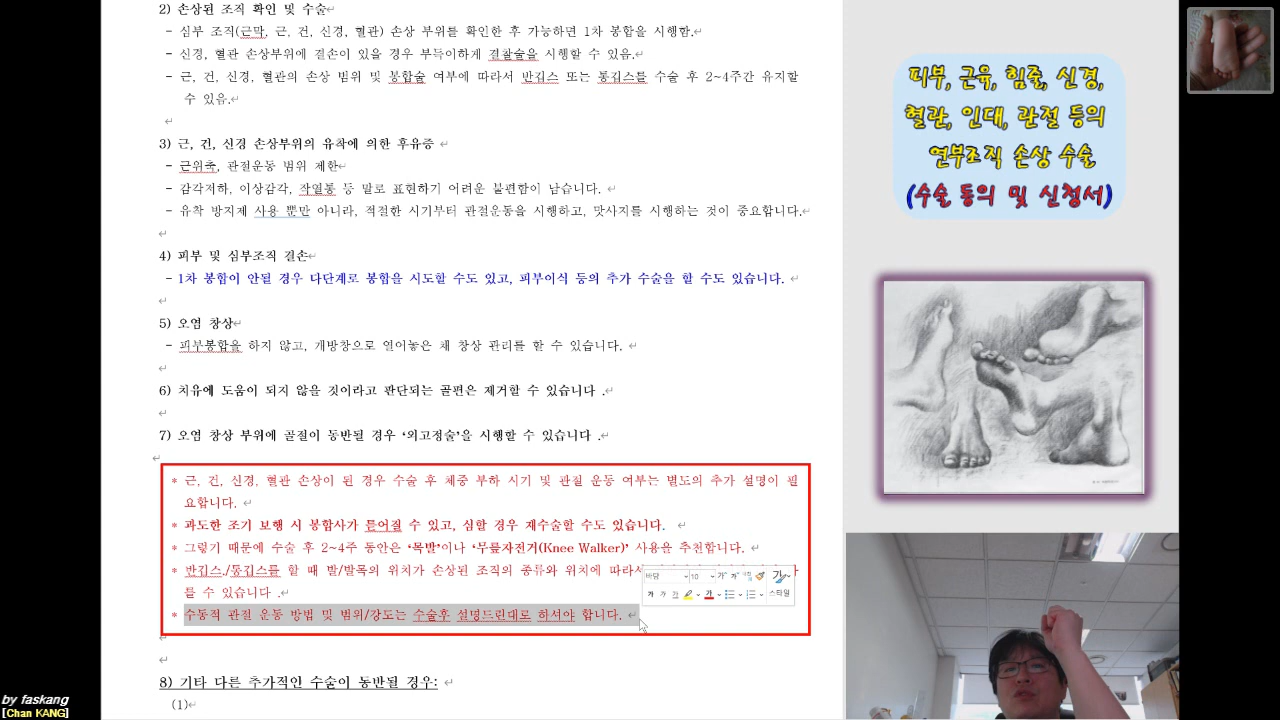 2) 손상된 조직 확인 및 수술
- 심부 조직(근막, 근, 건, 신경, 혈관) 손상 부위를 확인한 후 가능하면 1차 봉합을 시행함.
- 신경, 혈관 손상부위에 결손이 있을 경우 부득이하게 결찰술을 시행할 수 있음.
- 근, 건, 신경, 혈관의 손상 범위 및 봉합술 여부에 따라서 반깁스 또는 통깁스를 수술 후 2~4주간 유지할
수 있음.
3) 근, 건, 신경 손상부위의 유착에 의한 후유증
- 근위축, 관절운동 범위 제한
- 감각저하, 이상감각, 작열통 등 말로 표현하기 어려운 불편함이 남습니다.
- 유착 방지제 사용 뿐만 아니라, 적절한 시기부터 관절운동을 시행하고, 맛사지를 시행하는 것이 중요합니다.
4) 피부 및 심부조직 결손
- 1차 봉합이 안될 경우 다단계로 봉합을 시도할 수도 있고, 피부이식 등의 추가 수술을 할 수도 있습니다.
5) 오염 창상
- 피부봉합을 하지 않고, 개방창으로 열어놓은 채 창상 관리를 할 수 있습니다.
6) 치유에 도움이 되지 않을 것이라고 판단되는 골편은 제거할 수 있습니다 .
7) 오염 창상 부위에 골절이 동반될 경우 ‘외고정술’을 시행할 수 있습니다 .
* 근, 건, 신경, 혈관 손상이 된 경우 수술 후 체중 부하 시기 및 관절 운동 여부는 별도의 추가 설명이 필
요합니다.
* 과도한 조기 보행 시 봉합사가 튿어질 수 있고, 심할 경우 재수술할 수도 있습니다.
* 그렇기 때문에 수술 후 2~4주 동안은 ‘목발’이나 ‘무릎자전거(Knee Walker)’ 사용을 추천합니다.
* 반깁스/통깁스를 할 때 발/발목의 위치가 손상된 조직의 종류와 위치에 따라서
를 수 있습니다 .
* 수동적 관절 운동 방법 및 범위/강도는 수술후 설명드린대로 하셔야 합니다.
바탕 10 가 가
가 가 가 가 스타일
8) 기타 다른 추가적인 수술이 동반될 경우:
(1)
피부, 근육, 힘줄, 신경,
혈관, 인대, 관절 등의
연부조직 손상 수술
(수술 동의 및 신청서)
by faskang
[Chan KANG]